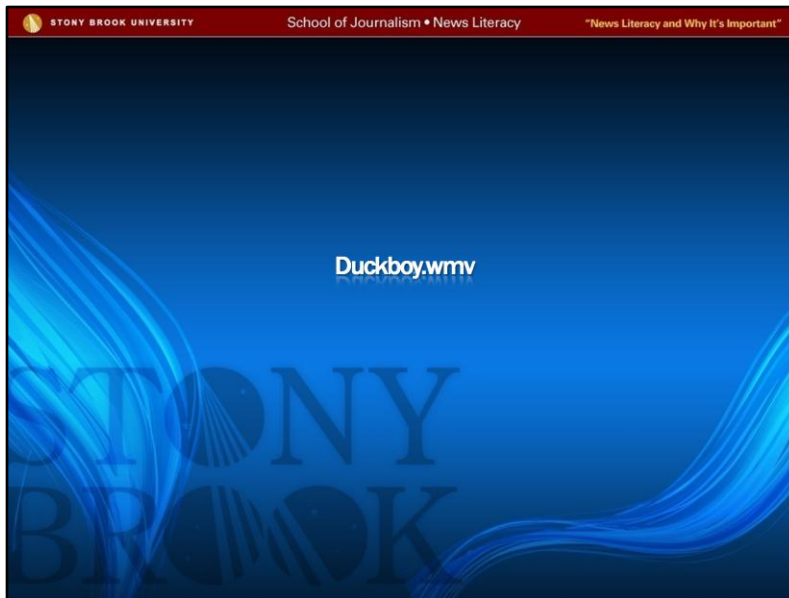 STONY BROOK UNIVERSITY
School of Journalism • News Literacy
"News Literacy and Why It's Important"
Duckboy.wmv
STONY
BROOK